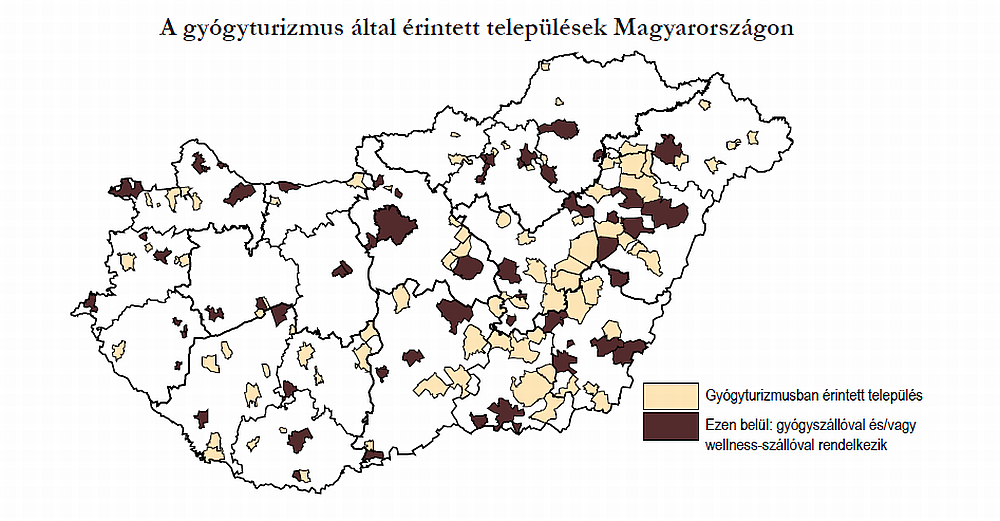 A gyógyturizmus által érintett települések Magyarországon
Gyógyturizmusban érintett település
Ezen belül: gyógyszállóval és/vagy
wellness-szállóval rendelkezik